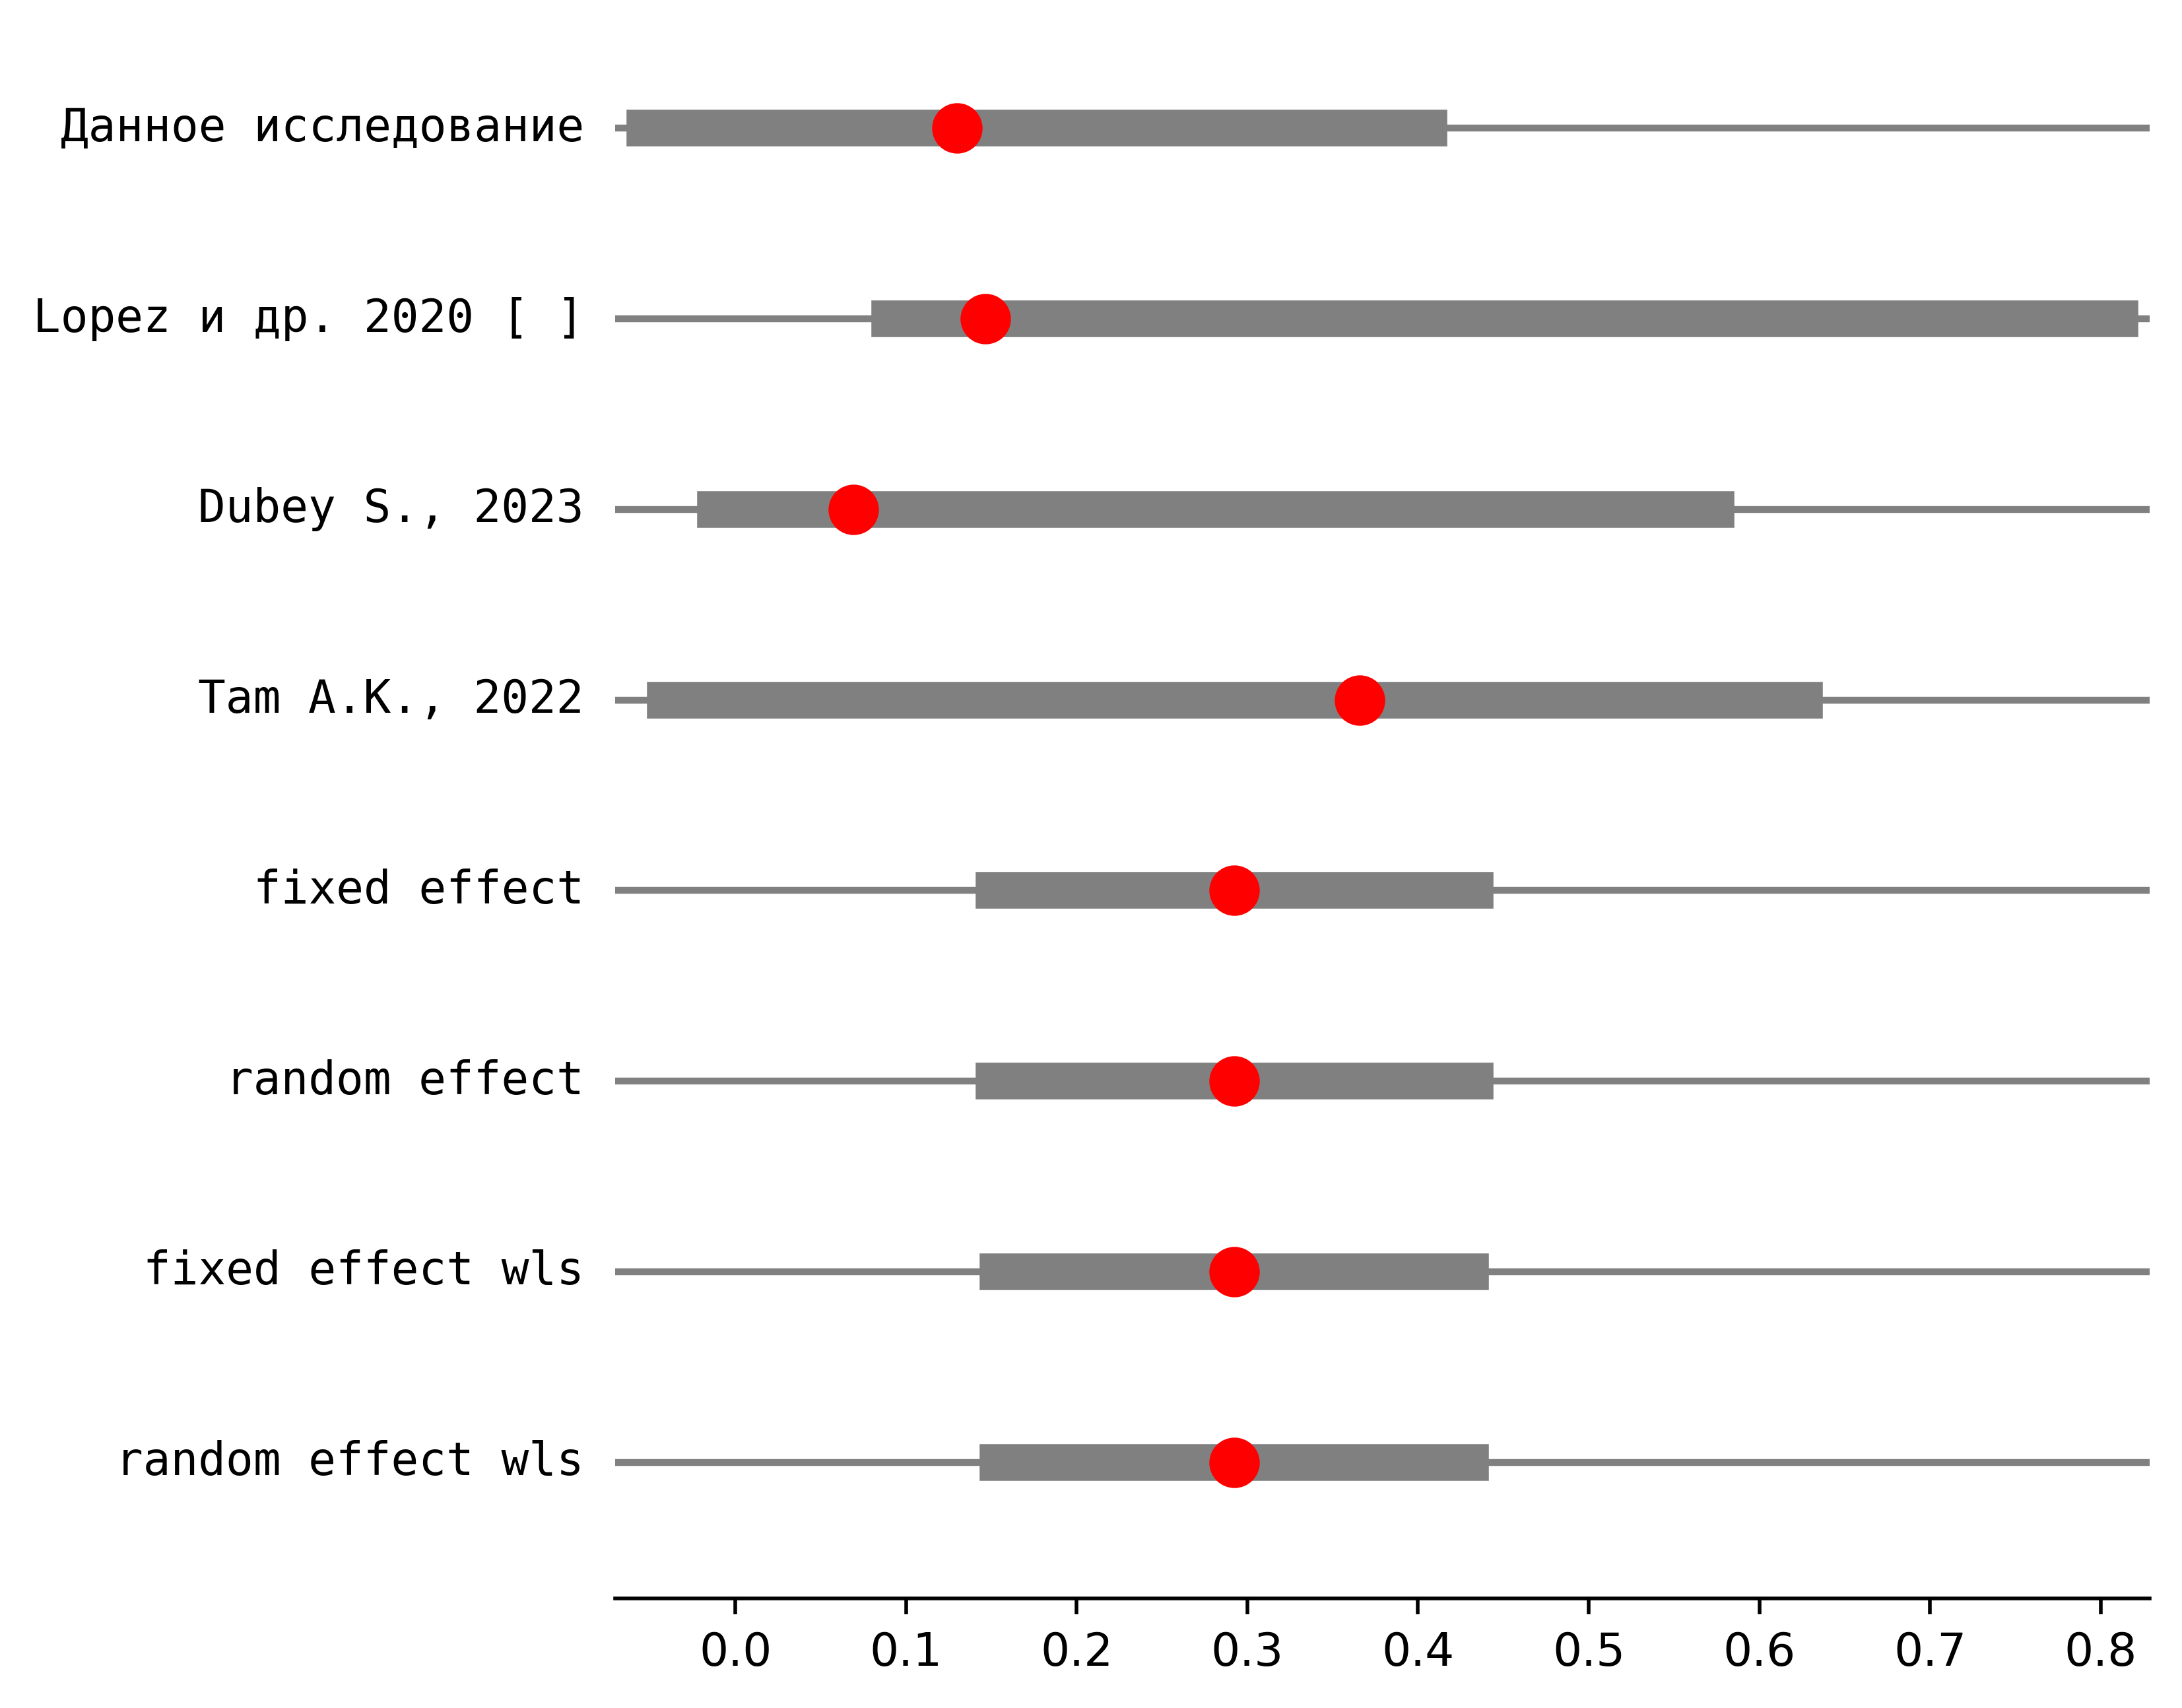 Данное исследование
Lopez и др. 2020 [ ]
Dubey S., 2023
Tam A.K., 2022
fixed effect
random effect
fixed effect wls
random effect wls
0.0 0.1 0.2 0.3 0.4 0.5 0.6 0.7 0.8